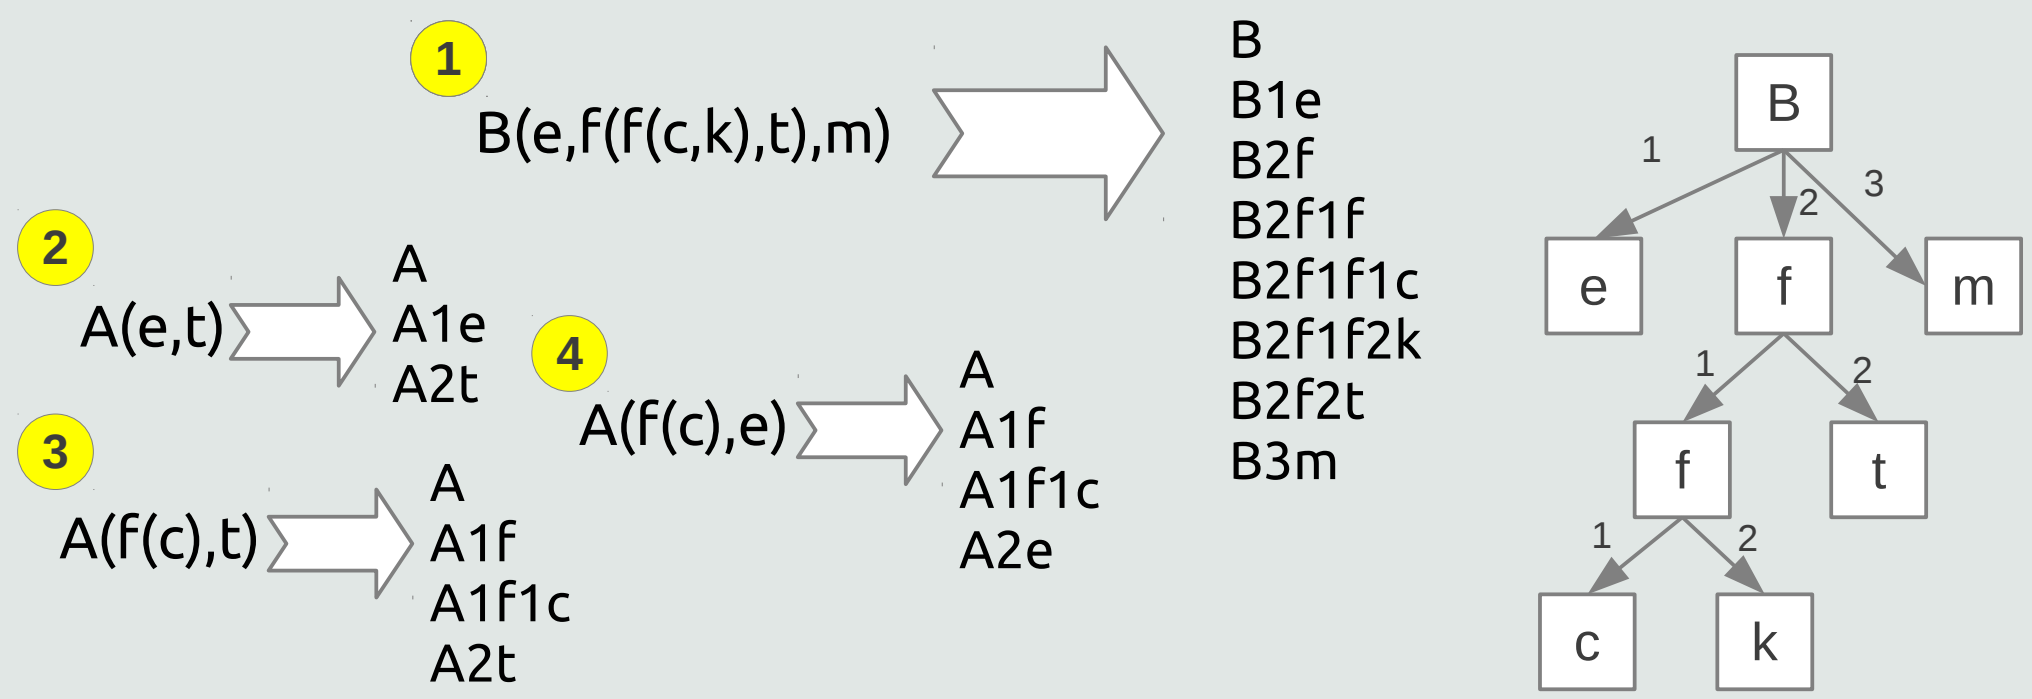 1
B(e,f(f(c,k),t),m)
B
B1e
B2f
B2f1f
B2f1f1c
B2f1f2k
B2f2t
B3m
2
A(e,t)
A
A1e
A2t
3
A(f(c),t)
A
A1f
A1f1c
A2t
4
A(f(c),e)
A
A1f
A1f1c
A2e
B
1 2 3
e f m
1 2
f t
1 2
c k